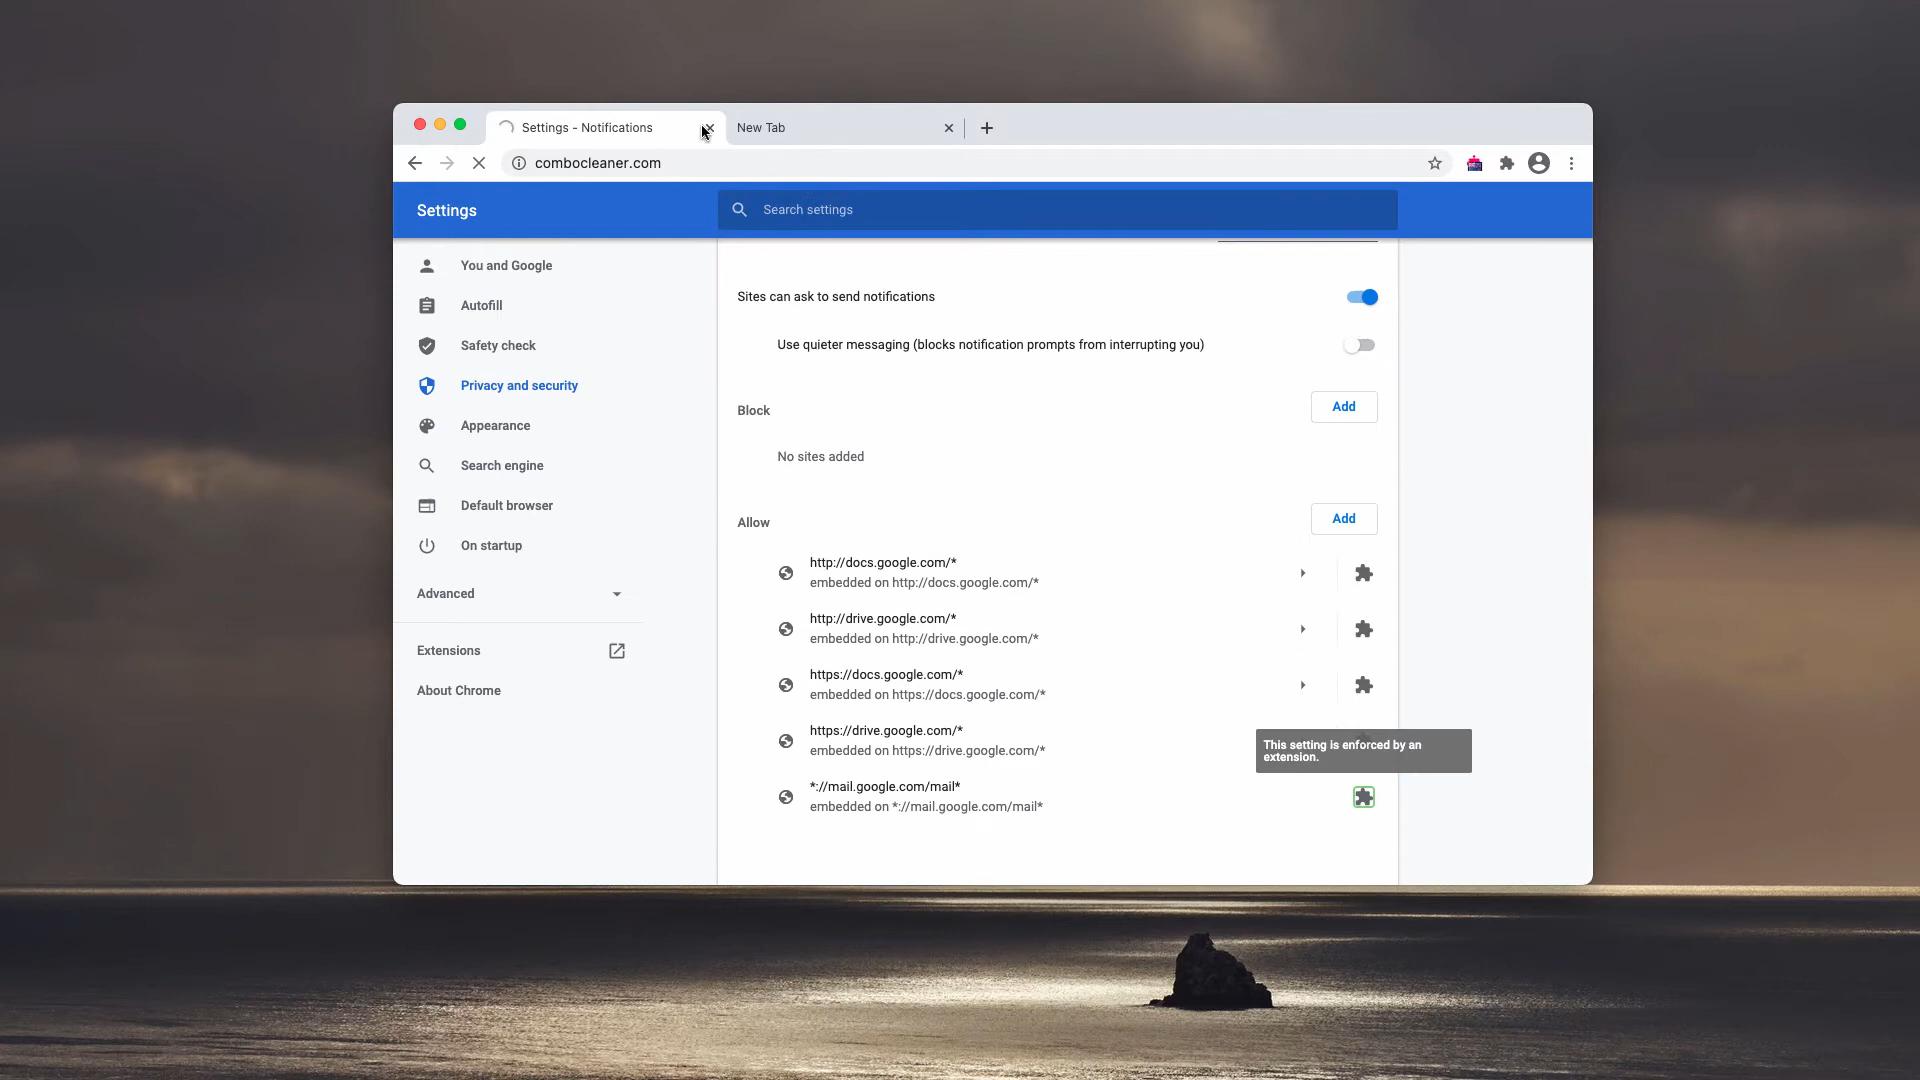 Settings - Notifications
New Tab
combocleaner.com
Settings
Search settings
You and Google
Autofill
Safety check
Privacy and security
Appearance
Search engine
Default browser
On startup
Advanced
Extensions
About Chrome
Sites can ask to send notifications
Use quieter messaging (blocks notification prompts from interrupting you)
Block
Add
No sites added
Allow
Add
http://docs.google.com/*
embedded on http://docs.google.com/*
http://drive.google.com/*
embedded on http://drive.google.com/*
https://docs.google.com/*
embedded on https://docs.google.com/*
https://drive.google.com/*
embedded on https://drive.google.com/*
This setting is enforced by an
extension.
*://mail.google.com/mail*
embedded on *://mail.google.com/mail*